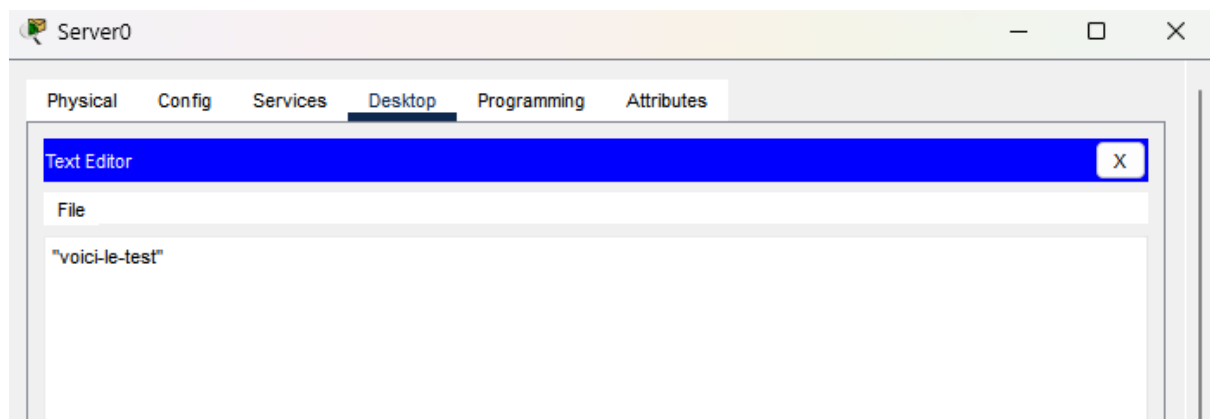 Server0
Physical Config Services Desktop Programming Attributes
Text Editor
X
File
"voici-le-test"